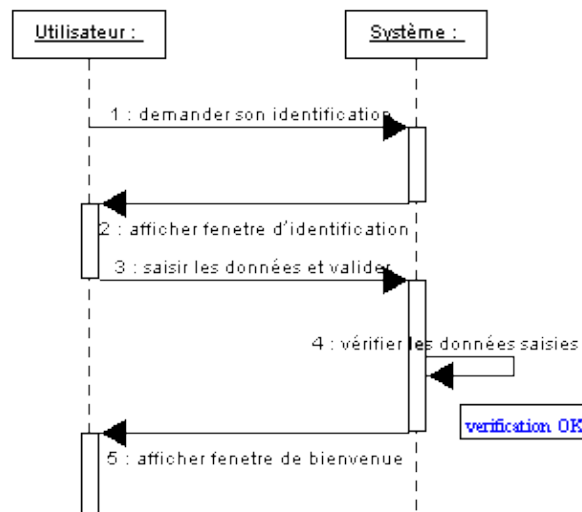 Utilisateur :
Système :
1 : demander son identification
2 : afficher fenetre d'identification
3 : saisir les données et valider
4 : vérifier les données saisies
verification OK
5 : afficher fenetre de bienvenue